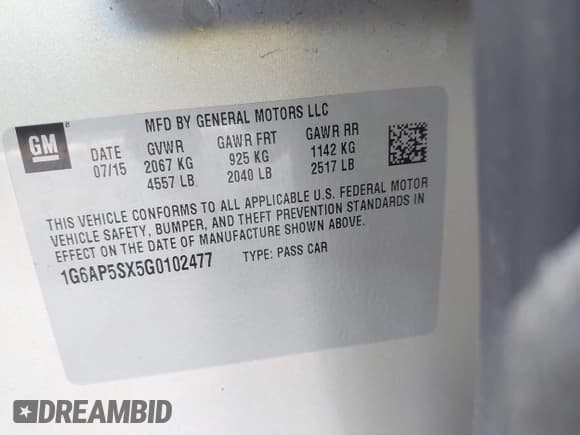 GM
MFD BY GENERAL MOTORS LLC
DATE GVWR GAWR FRT GAWR RR
07/15 2067 KG 925 KG 1142 KG
4557 LB 2040 LB 2517 LB
THIS VEHICLE CONFORMS TO ALL APPLICABLE U.S. FEDERAL MOTOR
VEHICLE SAFETY, BUMPER, AND THEFT PREVENTION STANDARDS IN
EFFECT ON THE DATE OF MANUFACTURE SHOWN ABOVE.
1G6AP5SX5G0102477 TYPE: PASS CAR
DREAMBID